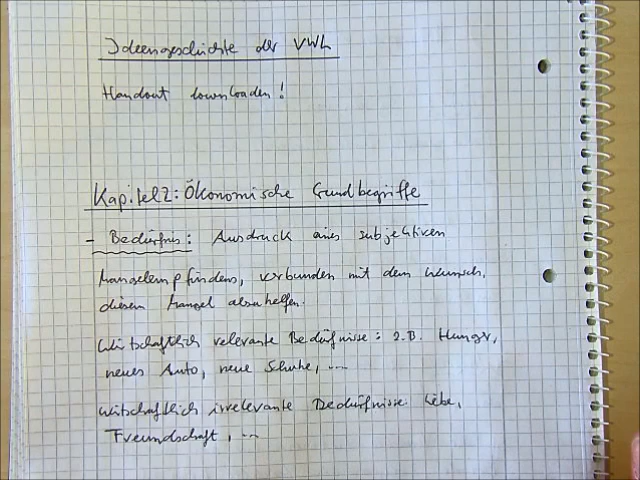 Ideengeschichte der VWL
Handout downloaden!
Kapitel 2: Ökonomische Grundbegriffe
- Bedürfnis: Ausdruck eines subjektiven
Mangelempfindens, verbunden mit dem Wunsch,
diesen Mangel abzuhelfen.
Wirtschaftlich relevante Bedürfnisse: z.B. Hunger,
neues Auto, neue Schuhe, ...
Wirtschaftlich irrelevante Bedürfnisse: Liebe,
Freundschaft, ...